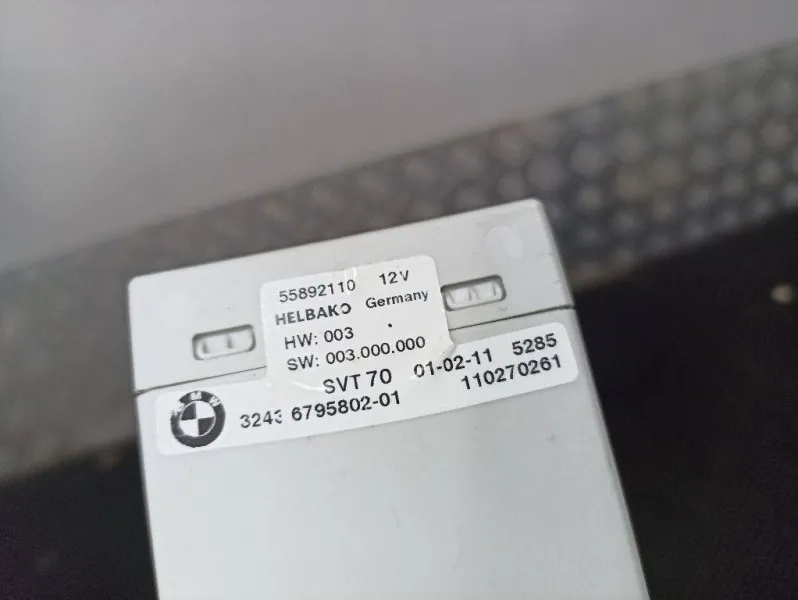 55892110 12V
HELBAKO Germany
HW: 003
SW: 003.000.000
SVT 70 01-02-11 5285
BMW 3243 6795802-01 110270261